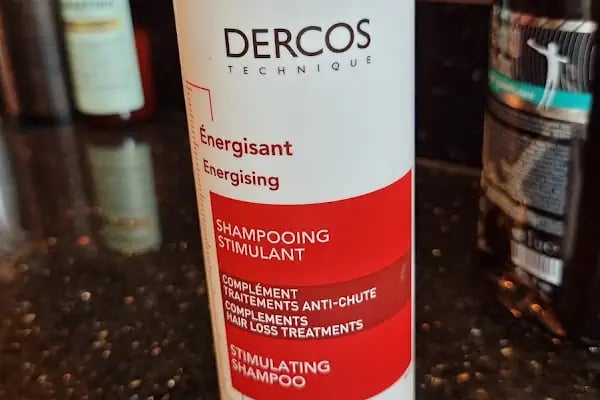 DERCOS
TECHNIQUE
Énergisant
Energising
SHAMPOOING
STIMULANT
COMPLÉMENT
TRAITEMENTS ANTI-CHUTE
COMPLEMENTS
HAIR LOSS TREATMENTS
STIMULATING
SHAMPOO